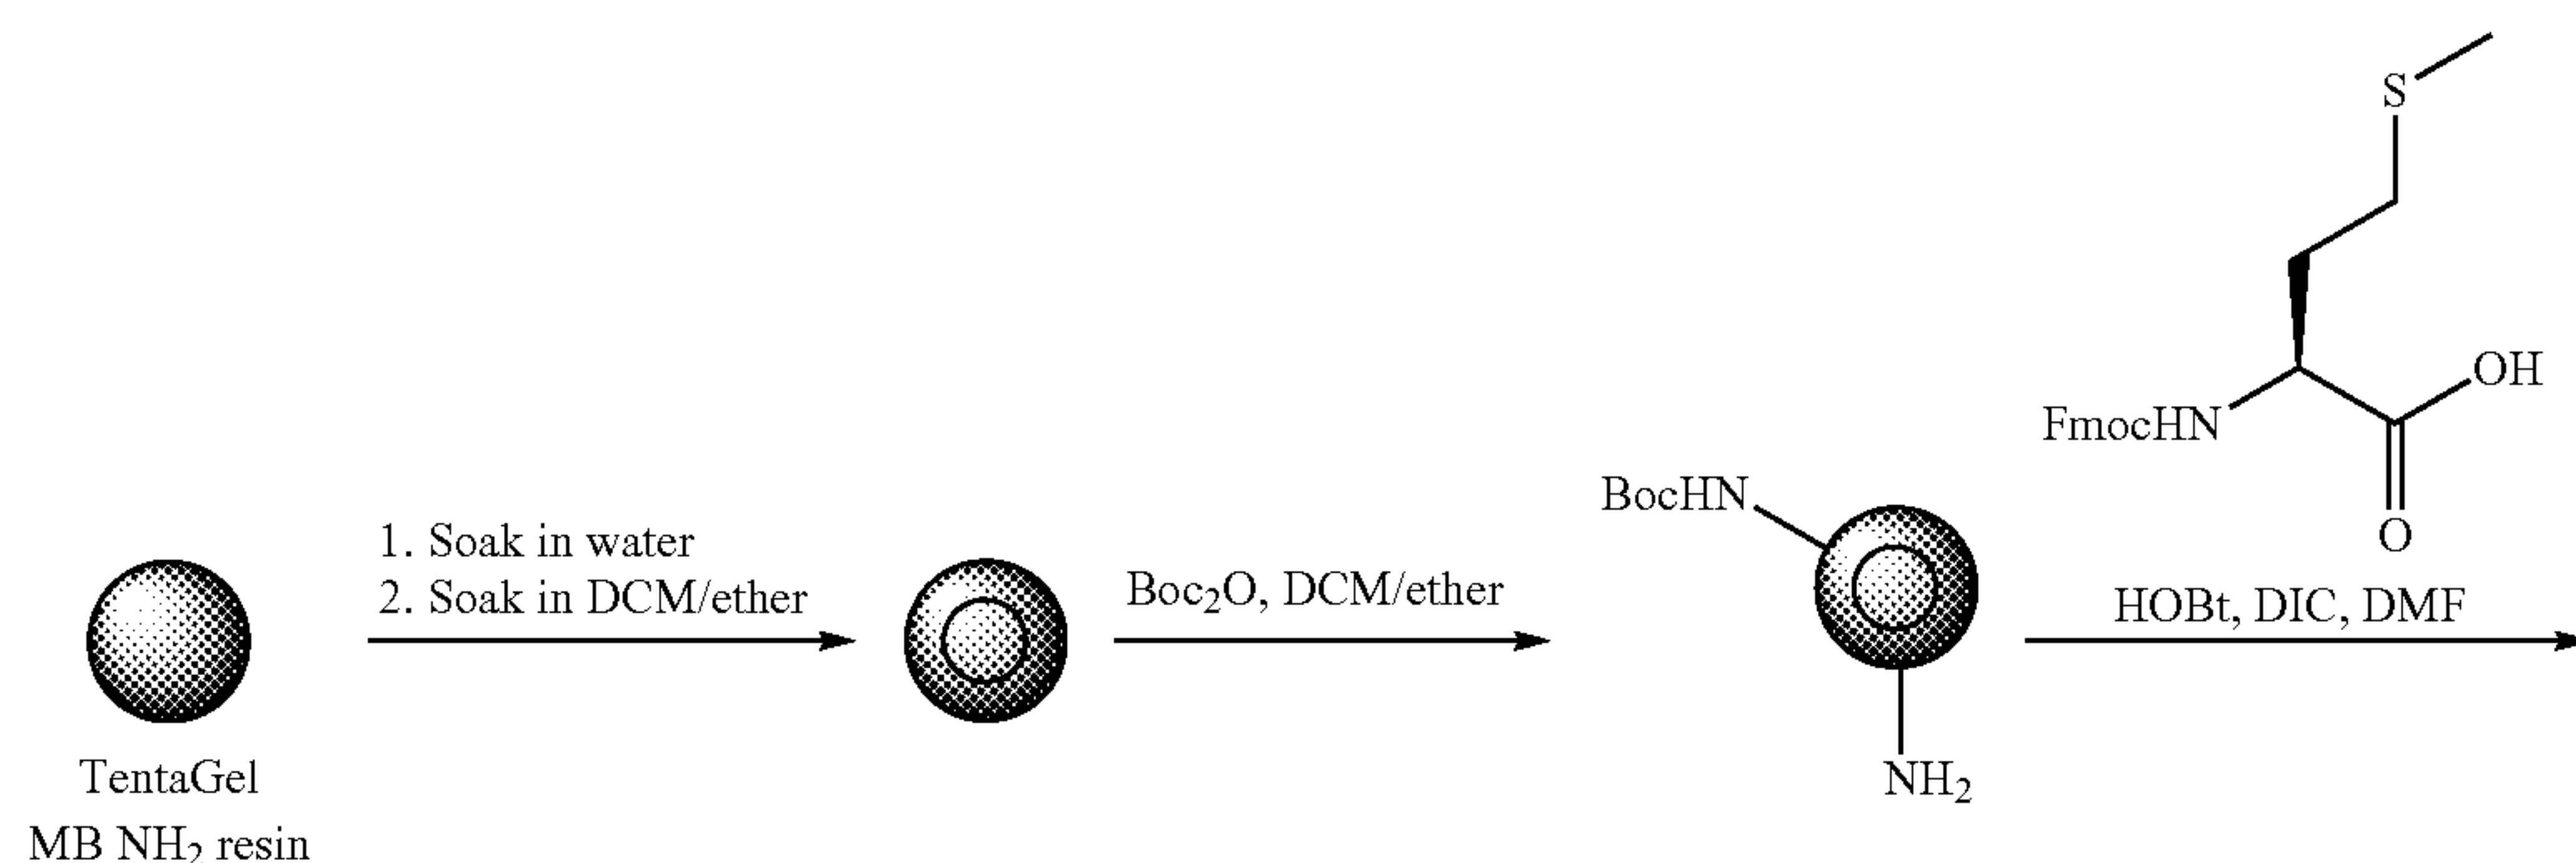 S
OH
FmocHN
O
BocHN
1. Soak in water
2. Soak in DCM/ether
Boc₂O, DCM/ether
HOBt, DIC, DMF
NH₂
TentaGel
MB NH₂ resin